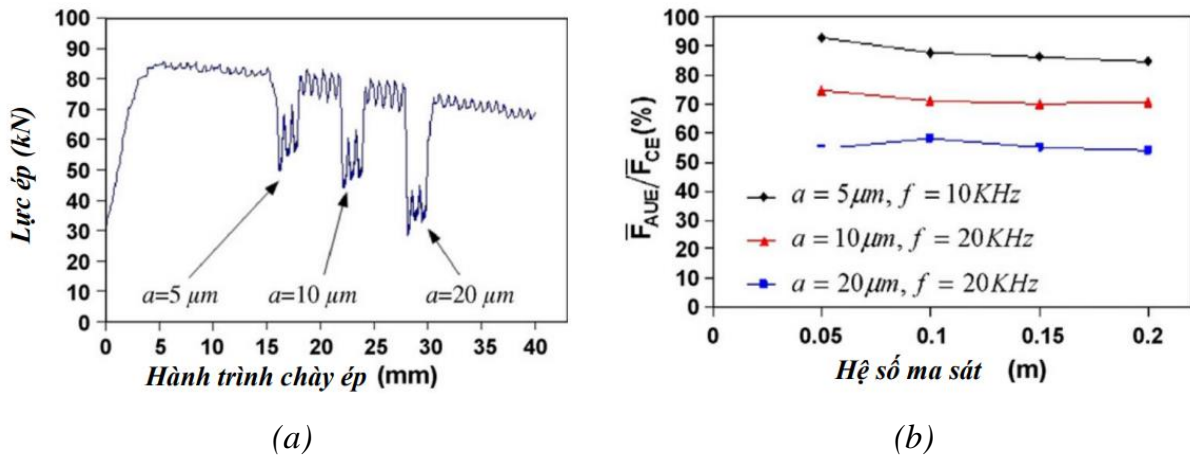 Lực ép (kN)
100
90
80
70
60
50
40
30
20
10
0
a=5 μm
a=10 μm
a=20 μm
0 5 10 15 20 25 30 35 40
Hành trình chày ép (mm)
(a)
F̅AUE/F̅CE(%)
100
90
80
70
60
50
40
30
20
10
0
a = 5μm, f = 10KHz
a = 10μm, f = 20KHz
a = 20μm, f = 20KHz
0 0.05 0.1 0.15 0.2
Hệ số ma sát (m)
(b)